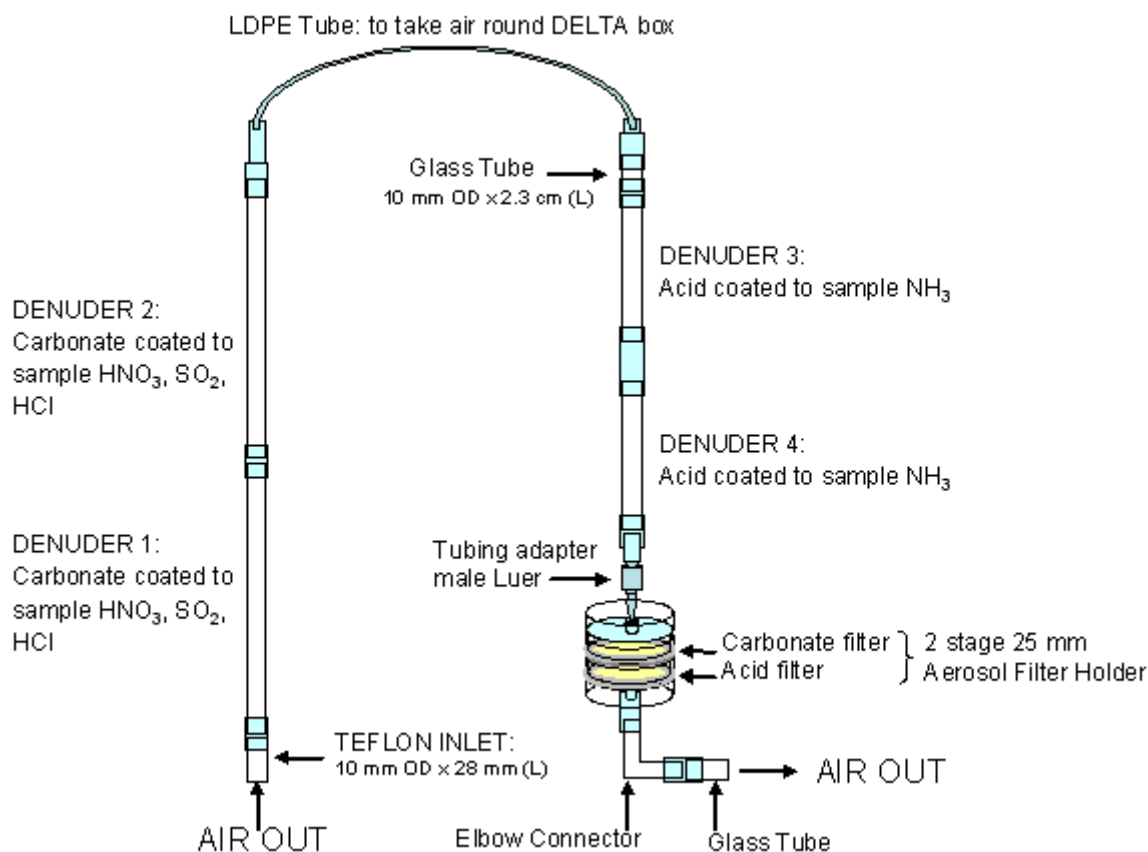 LDPE Tube: to take air round DELTA box
Glass Tube
10 mm OD x 2.3 cm (L)
DENUDER 3:
Acid coated to sample NH₃
DENUDER 2:
Carbonate coated to
sample HNO₃, SO₂,
HCl
DENUDER 4:
Acid coated to sample NH₃
DENUDER 1:
Carbonate coated to
sample HNO₃, SO₂,
HCl
Tubing adapter
male Luer
Carbonate filter
Acid filter
2 stage 25 mm
Aerosol Filter Holder
TEFLON INLET:
10 mm OD x 28 mm (L)
AIR OUT
AIR OUT
Elbow Connector
Glass Tube